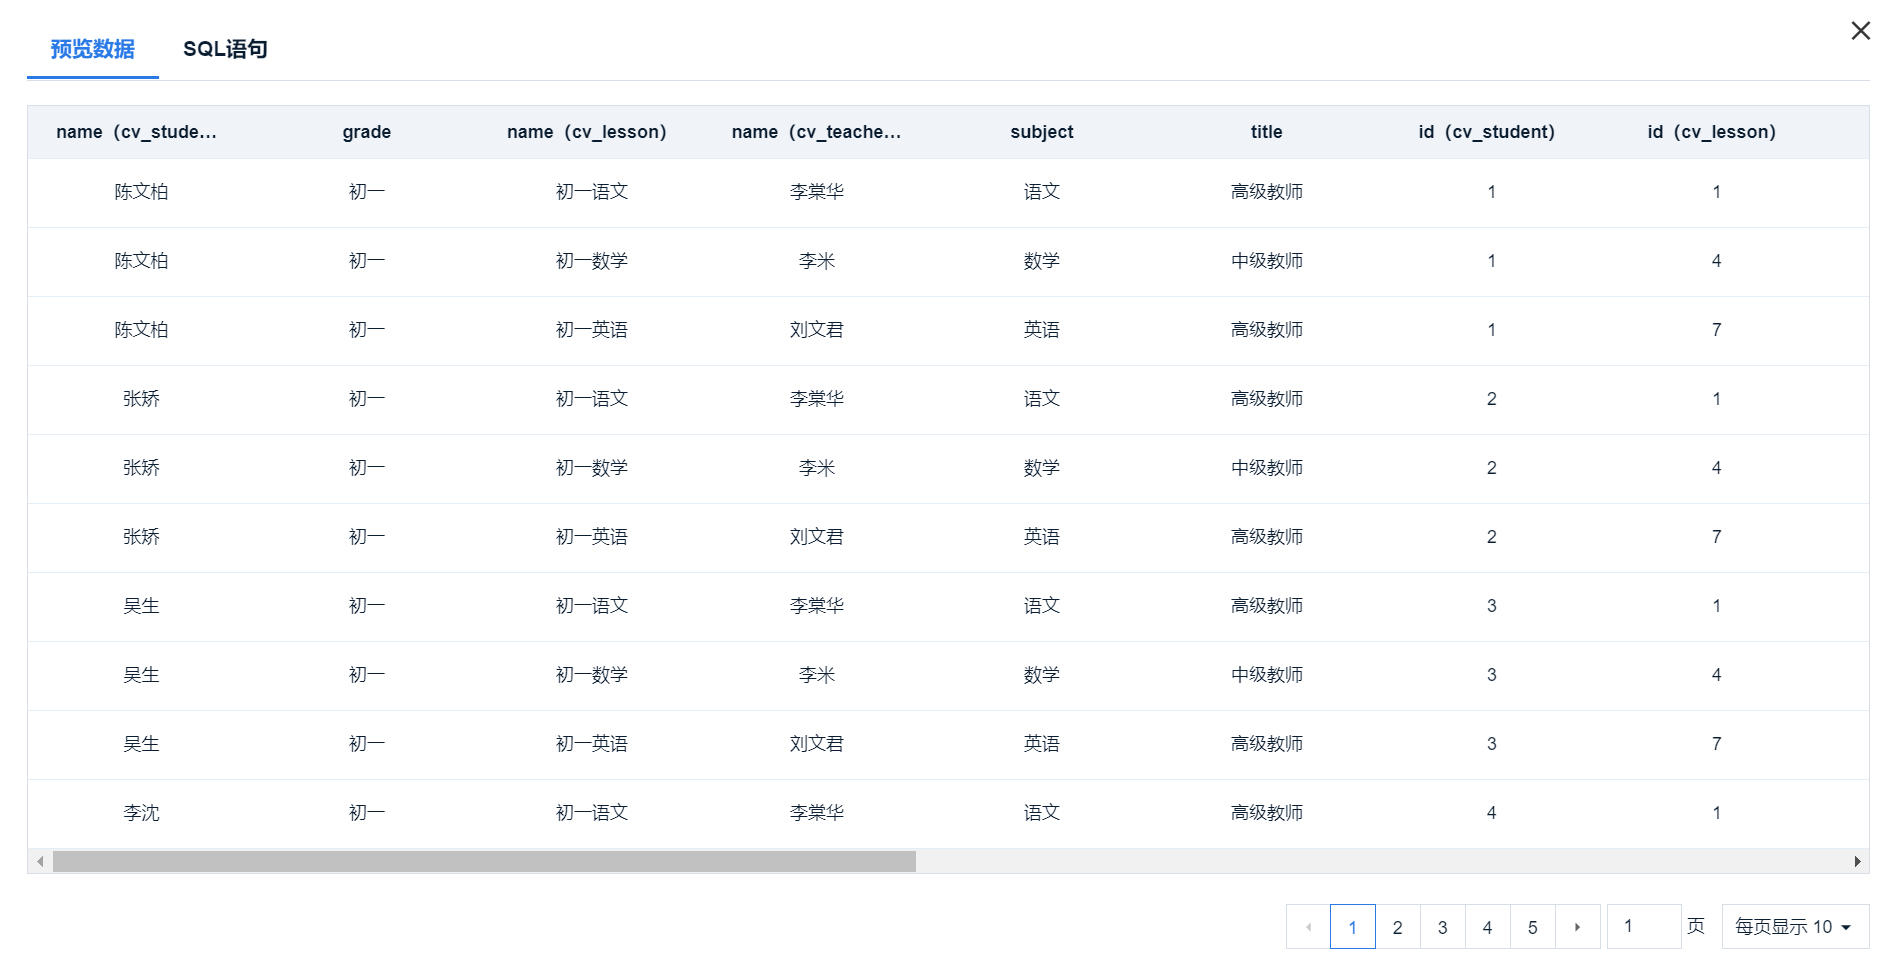 预览数据 SQL语句
name（cv_stude... grade name（cv_lesson） name（cv_teache... subject title id（cv_student） id（cv_lesson）
陈文柏 初一 初一语文 李棠华 语文 高级教师 1 1
陈文柏 初一 初一数学 李米 数学 中级教师 1 4
陈文柏 初一 初一英语 刘文君 英语 高级教师 1 7
张矫 初一 初一语文 李棠华 语文 高级教师 2 1
张矫 初一 初一数学 李米 数学 中级教师 2 4
张矫 初一 初一英语 刘文君 英语 高级教师 2 7
吴生 初一 初一语文 李棠华 语文 高级教师 3 1
吴生 初一 初一数学 李米 数学 中级教师 3 4
吴生 初一 初一英语 刘文君 英语 高级教师 3 7
李沈 初一 初一语文 李棠华 语文 高级教师 4 1
1 2 3 4 5 1 页 每页显示 10